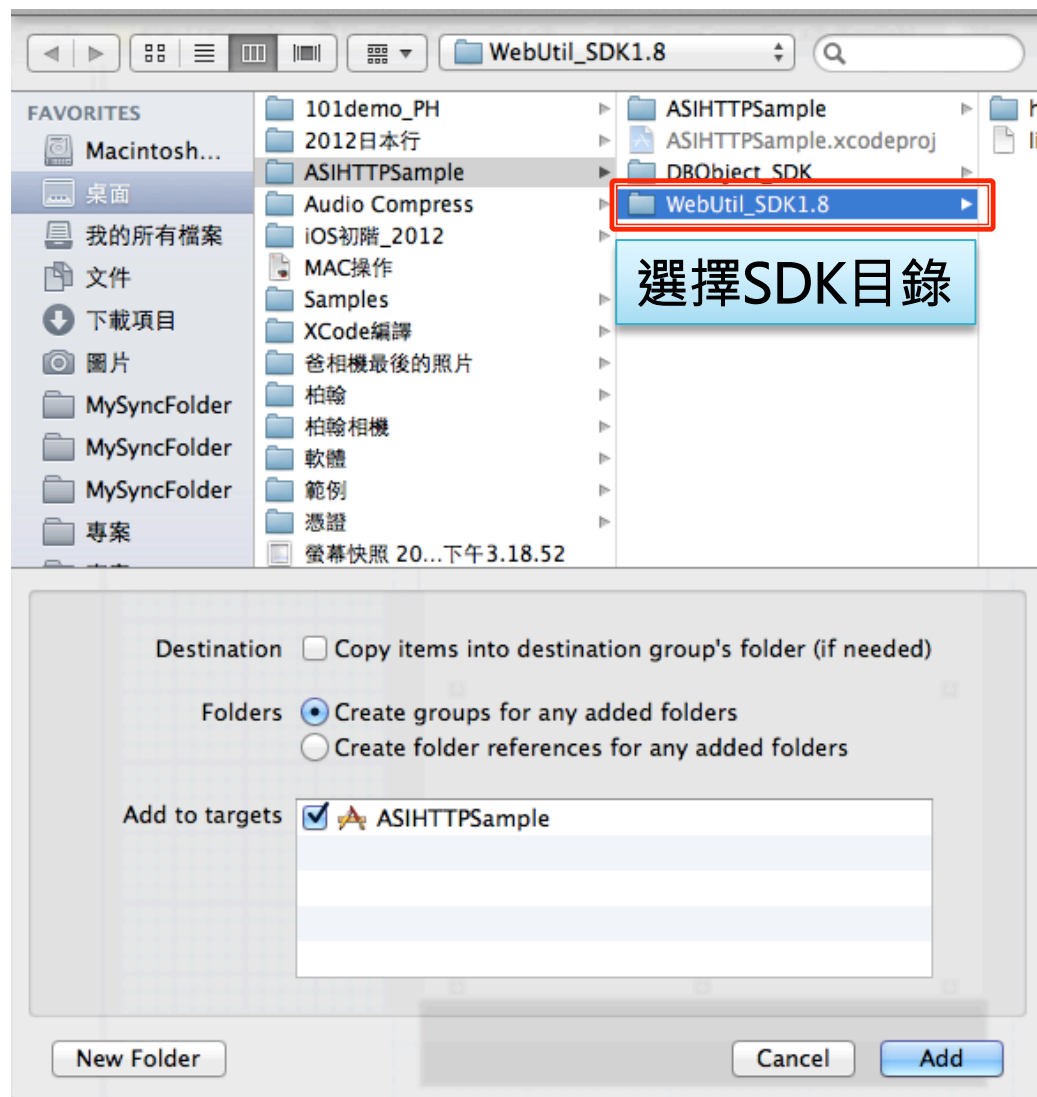 WebUtil_SDK1.8
FAVORITES
Macintosh...
桌面
我的所有檔案
文件
下載項目
圖片
MySyncFolder
MySyncFolder
MySyncFolder
專案
101demo_PH
2012日本行
ASIHTTPSample
Audio Compress
iOS初階_2012
MAC操作
Samples
XCode編譯
爸相機最後的照片
柏翰
柏翰相機
軟體
範例
憑證
螢幕快照 20...下午3.18.52
ASIHTTPSample
ASIHTTPSample.xcodeproj
DBObject_SDK
WebUtil_SDK1.8
選擇SDK目錄
Destination Copy items into destination group's folder (if needed)
Folders Create groups for any added folders
Create folder references for any added folders
Add to targets ASIHTTPSample
New Folder Cancel Add